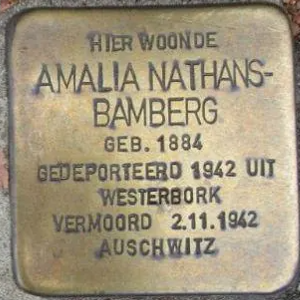 HIER WOONDE
AMALIA NATHANS-
BAMBERG
GEB. 1884
GEDEPORTEERD 1942 UIT
WESTERBORK
VERMOORD 2.11.1942
AUSCHWITZ